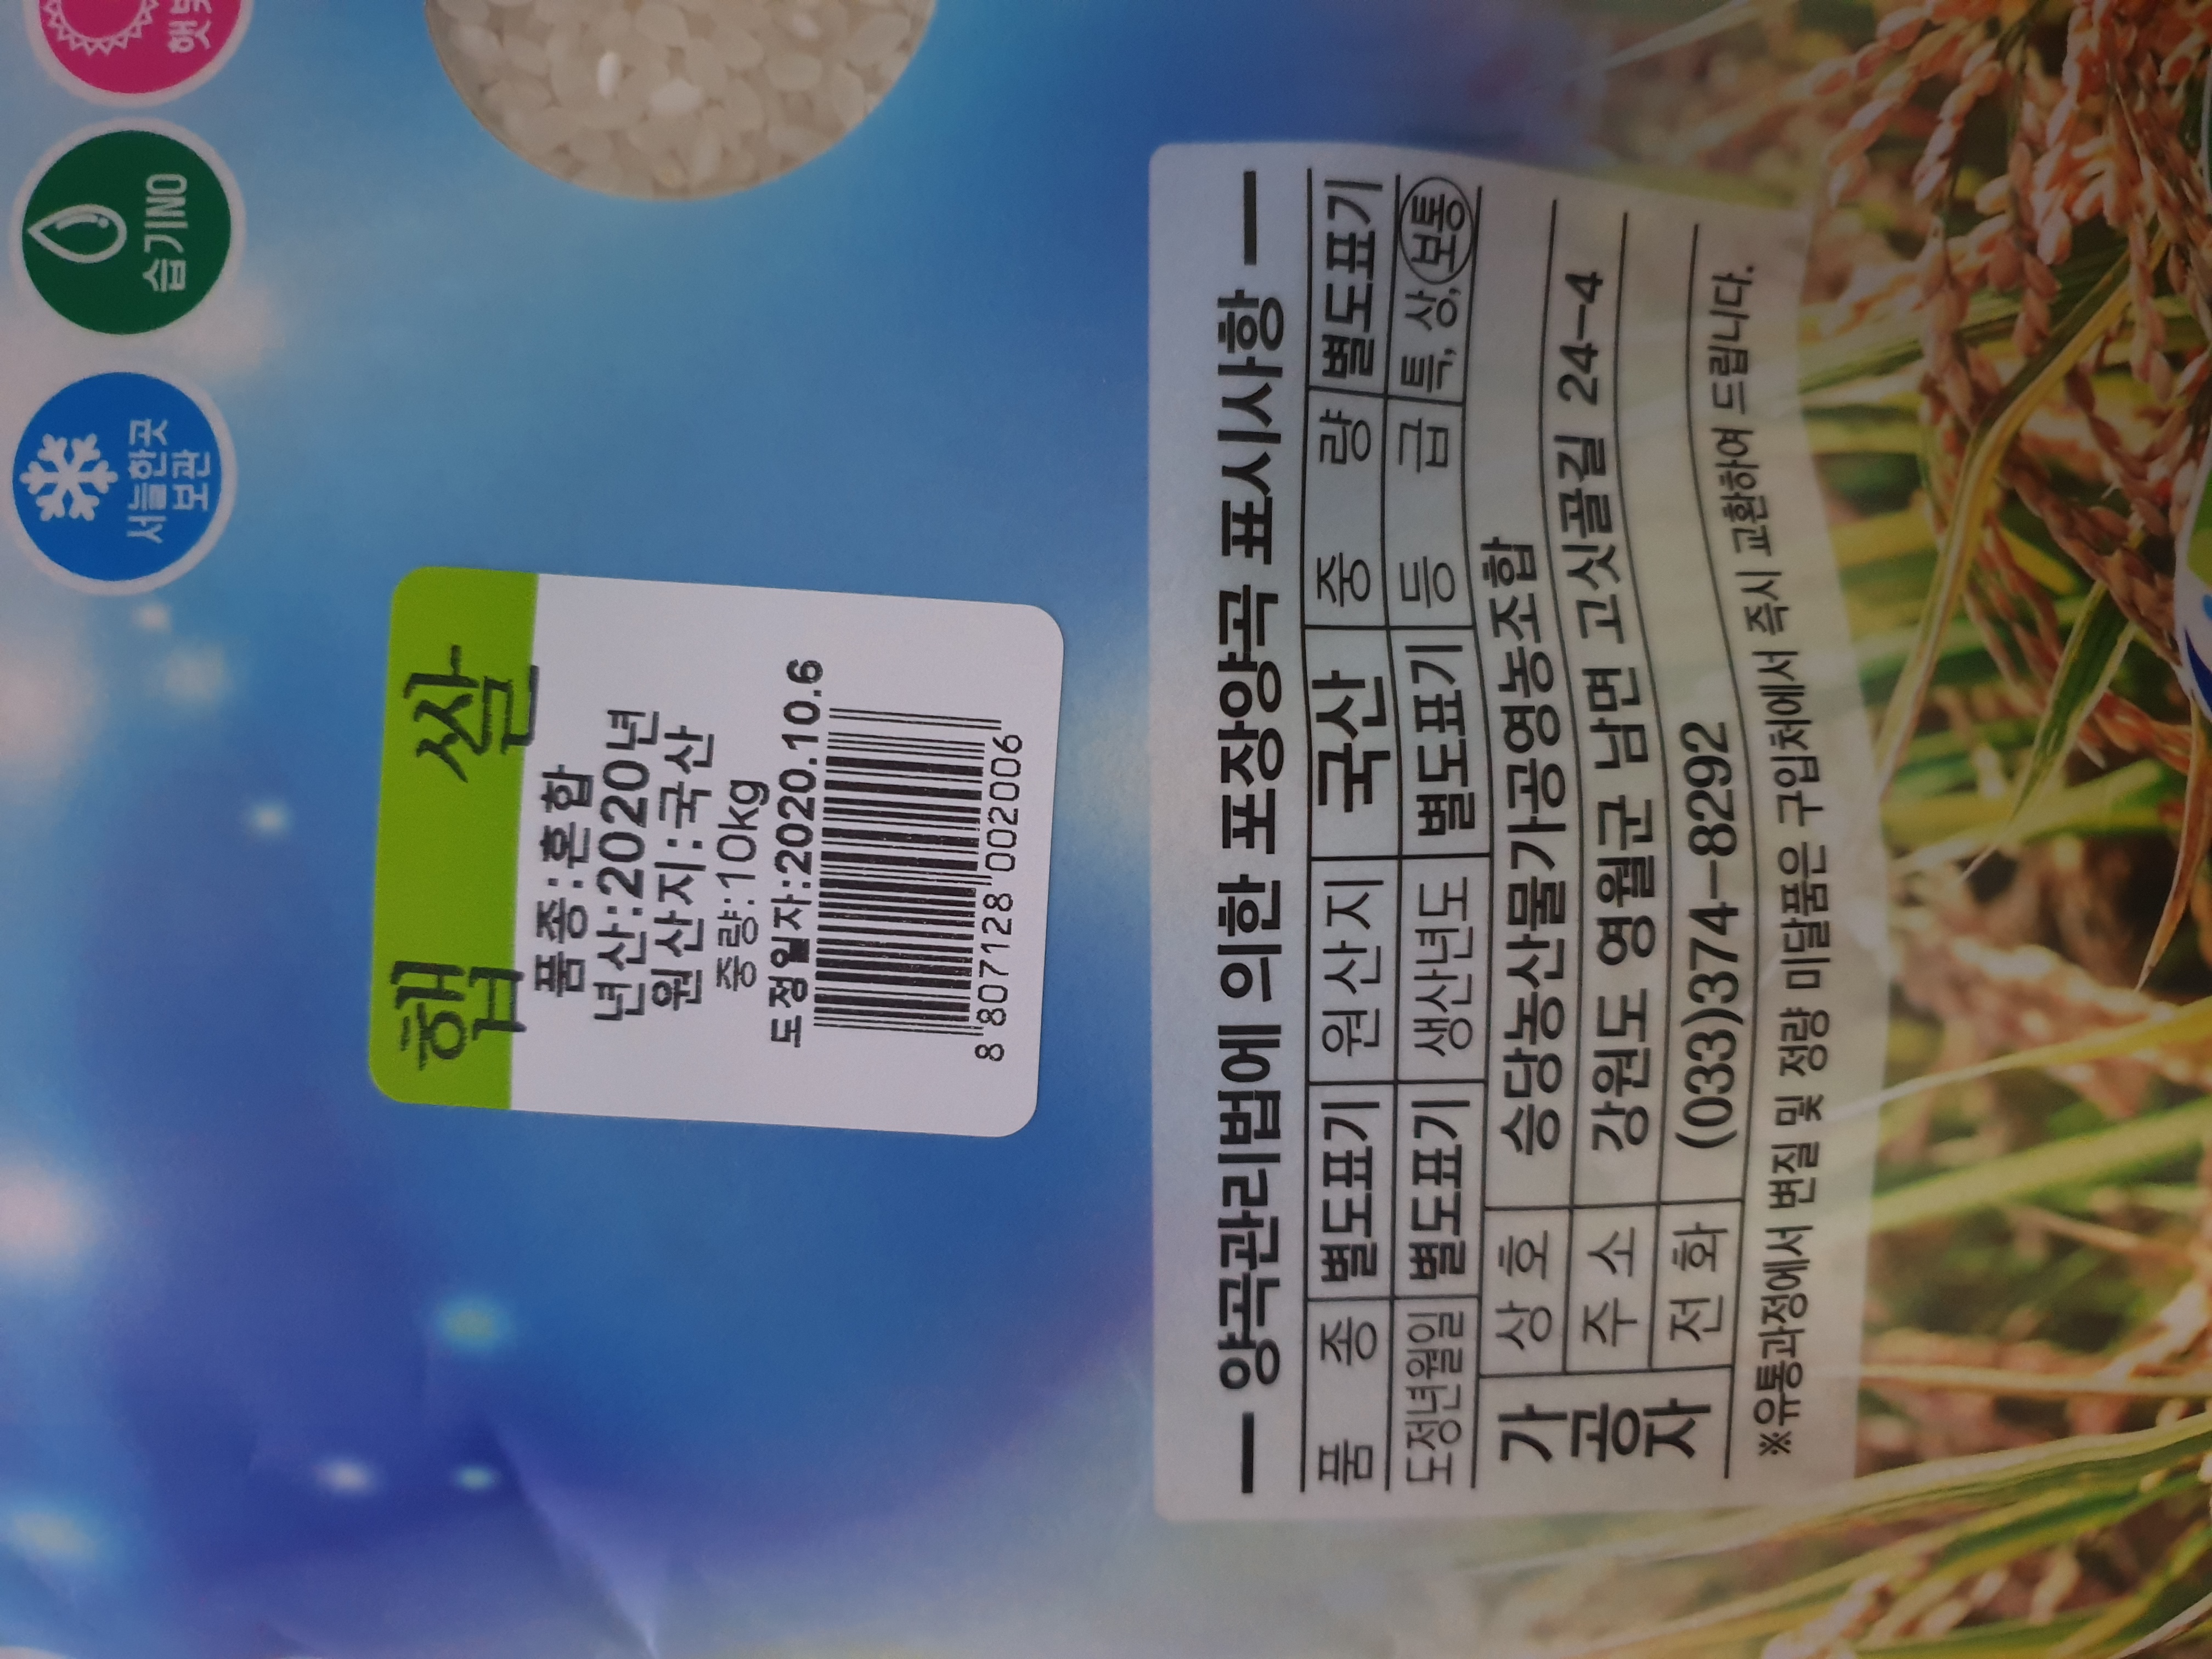 서늘한곳
보관
습기NO
햅 쌀
품종:혼합
년산:2020년
원산지:국산
중량:10kg
도정일자:2020.10.6
8 807128 002006
양곡관리법에 의한 포장양곡 표시사항
품 종 별도표기 원산지 국산 중 량 별도표기
도정년월일 별도표기 생산년도 별도표기 등 급 특, 상, 보통
가공자
상 호 승당농산물가공영농조합
주 소 강원도 영월군 남면 고싯골길 24-4
전 화 (033)374-8292
※유통과정에서 변질 및 정량 미달품은 구입처에서 즉시 교환하여 드립니다.